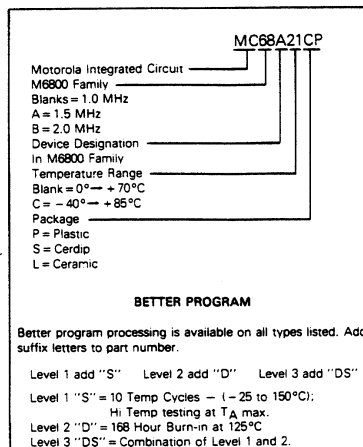 MC68A21CP
Motorola Integrated Circuit
M6800 Family
Blanks = 1.0 MHz
A = 1.5 MHz
B = 2.0 MHz
Device Designation
In M6800 Family
Temperature Range
Blank = 0° → +70°C
C = -40° → +85°C
Package
P = Plastic
S = Cerdip
L = Ceramic
BETTER PROGRAM
Better program processing is available on all types listed. Add
suffix letters to part number.
Level 1 add "S" Level 2 add "D" Level 3 add "DS"
Level 1 "S" = 10 Temp Cycles — (-25 to 150°C);
Hi Temp testing at TA max.
Level 2 "D" = 168 Hour Burn-in at 125°C
Level 3 "DS" = Combination of Level 1 and 2.